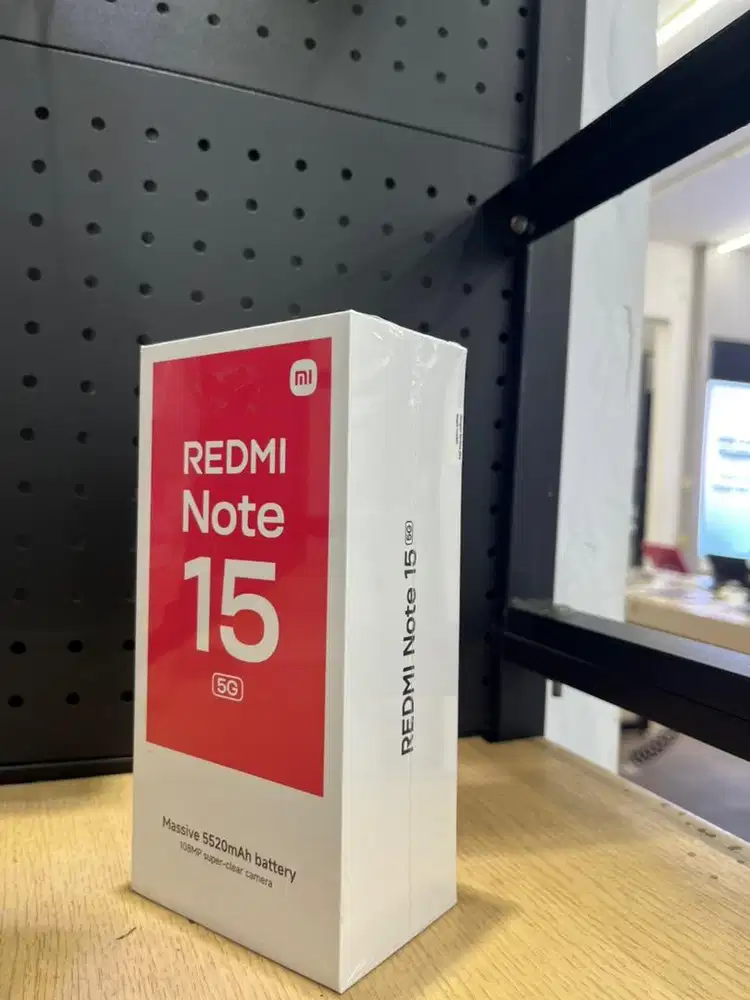 mi
REDMI
Note
15
5G
Massive 5520mAh battery
108MP super-clear camera
REDMI Note 15 5G